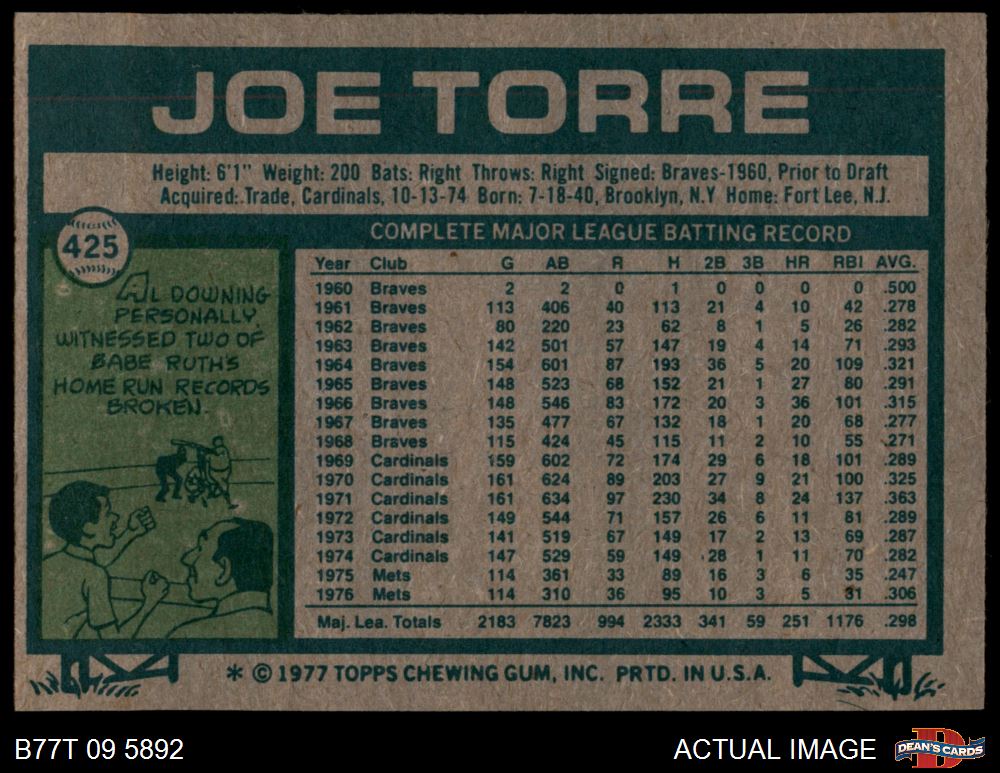 JOE TORRE
Height: 6'1" Weight: 200 Bats: Right Throws: Right Signed: Braves-1960, Prior to Draft
Acquired: Trade, Cardinals, 10-13-74 Born: 7-18-40, Brooklyn, N.Y Home: Fort Lee, N.J.
425
AL DOWNING
PERSONALLY
WITNESSED TWO OF
BABE RUTH'S
HOME RUN RECORDS
BROKEN.
COMPLETE MAJOR LEAGUE BATTING RECORD
Year Club G AB R H 2B 3B HR RBI AVG.
1960 Braves 2 2 0 1 0 0 0 0 .500
1961 Braves 113 406 40 113 21 4 10 42 .278
1962 Braves 80 220 23 62 8 1 5 26 .282
1963 Braves 142 501 57 147 19 4 14 71 .293
1964 Braves 154 601 87 193 36 5 20 109 .321
1965 Braves 148 523 68 152 21 1 27 80 .291
1966 Braves 148 546 83 172 20 3 36 101 .315
1967 Braves 135 477 67 132 18 1 20 68 .277
1968 Braves 115 424 45 115 11 2 10 55 .271
1969 Cardinals 159 602 72 174 29 6 18 101 .289
1970 Cardinals 161 624 89 203 27 9 21 100 .325
1971 Cardinals 161 634 97 230 34 8 24 137 .363
1972 Cardinals 149 544 71 157 26 6 11 81 .289
1973 Cardinals 141 519 67 149 17 2 13 69 .287
1974 Cardinals 147 529 59 149 28 1 11 70 .282
1975 Mets 114 361 33 89 16 3 6 35 .247
1976 Mets 114 310 36 95 10 3 5 31 .306
Maj. Lea. Totals 2183 7823 994 2333 341 59 251 1176 .298
* © 1977 TOPPS CHEWING GUM, INC. PRTD. IN U.S.A.
B77T 09 5892
ACTUAL IMAGE
D
DEAN'S CARDS